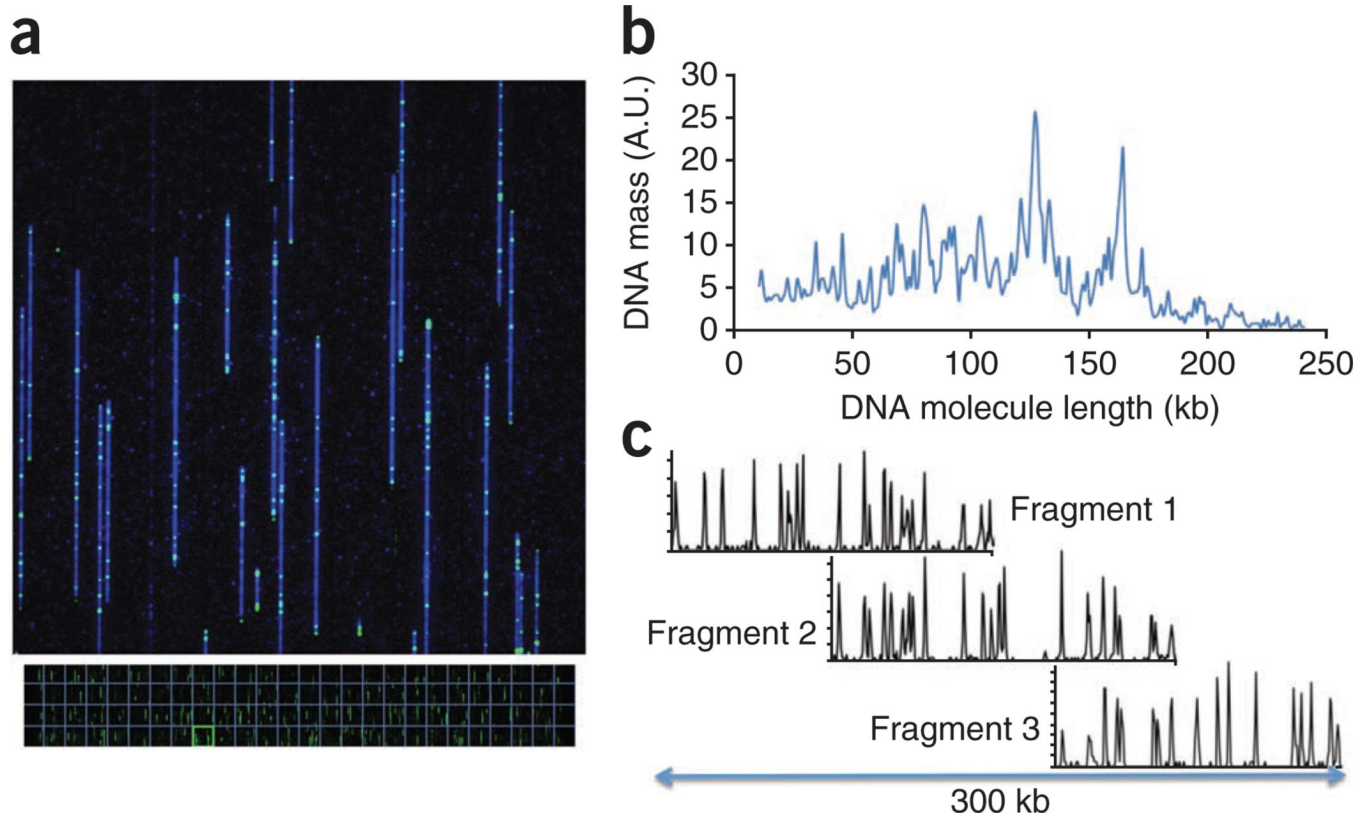 a
b
30
25
20
15
10
5
0
DNA mass (A.U.)
0 50 100 150 200 250
DNA molecule length (kb)
c
Fragment 1
Fragment 2
Fragment 3
300 kb